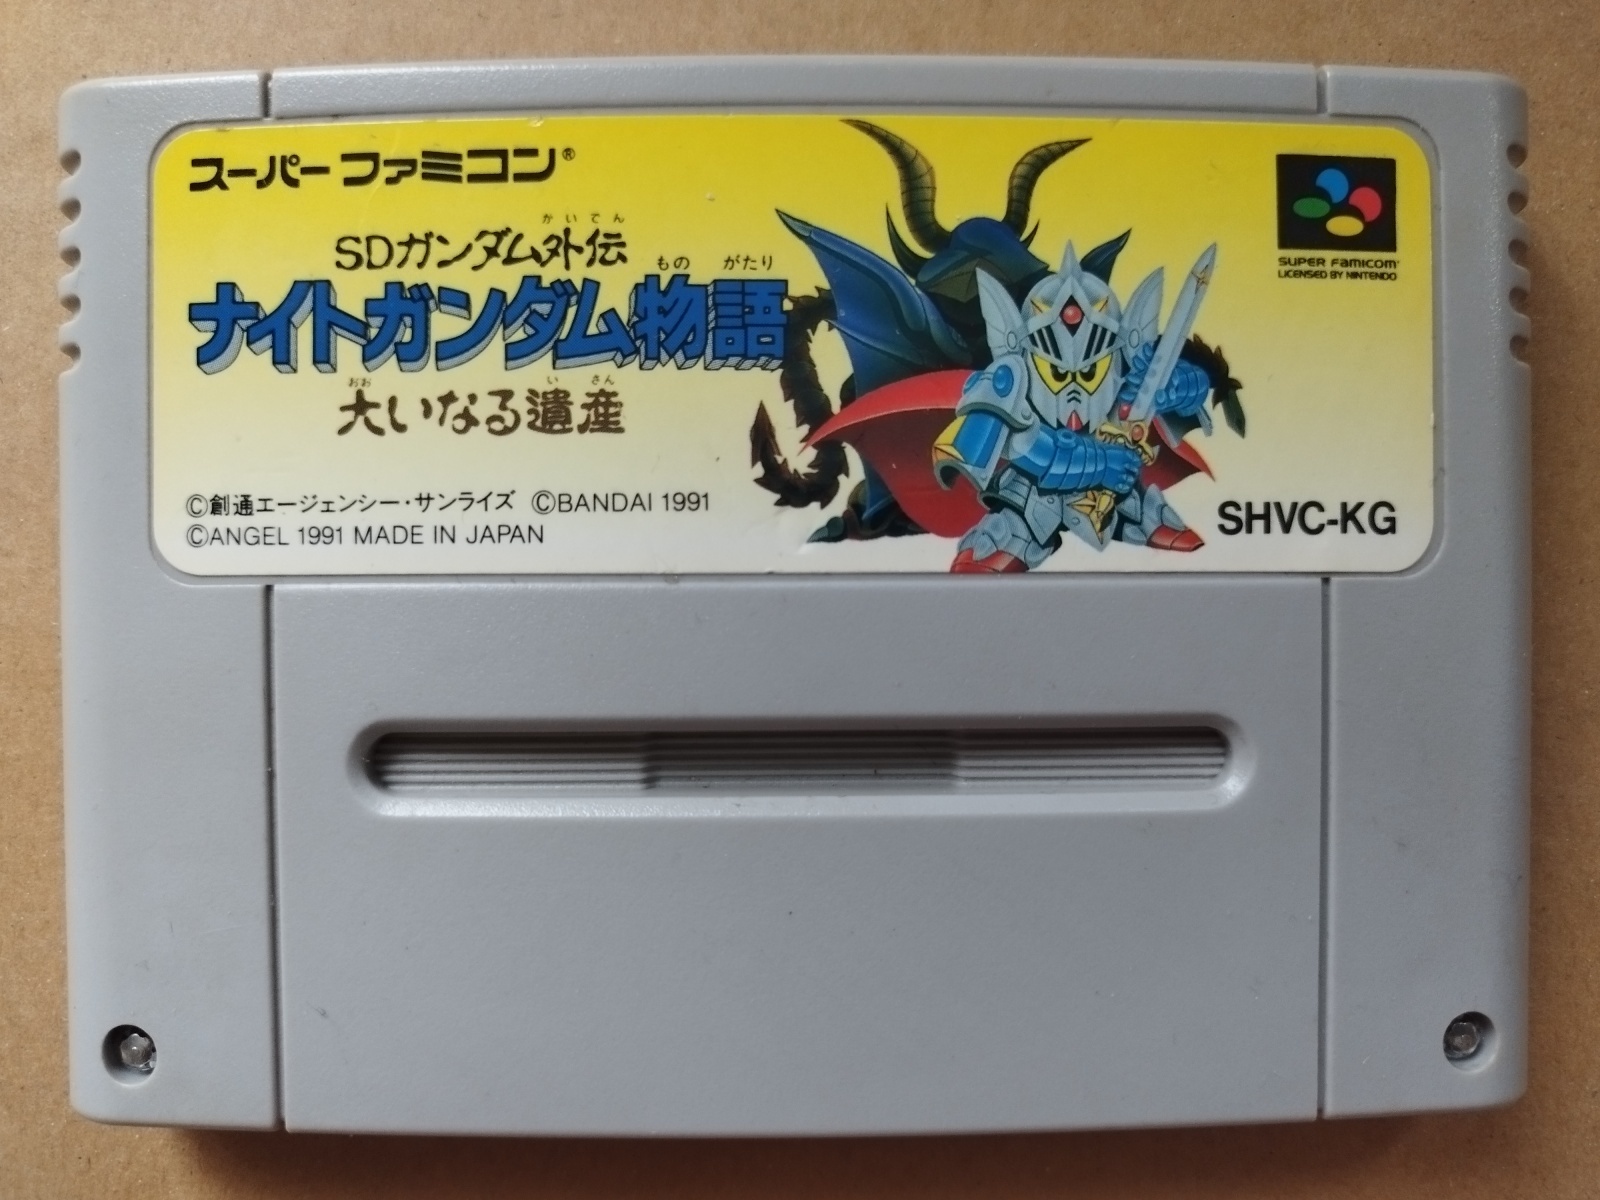 スーパーファミコン®
かいでん
SDガンダム外伝
もの がたり
ナイトガンダム物語
おお い さん
大いなる遺産
©創通エージェンシー・サンライズ ©BANDAI 1991
©ANGEL 1991 MADE IN JAPAN
SUPER FAMICOM
LICENSED BY NINTENDO
SHVC-KG